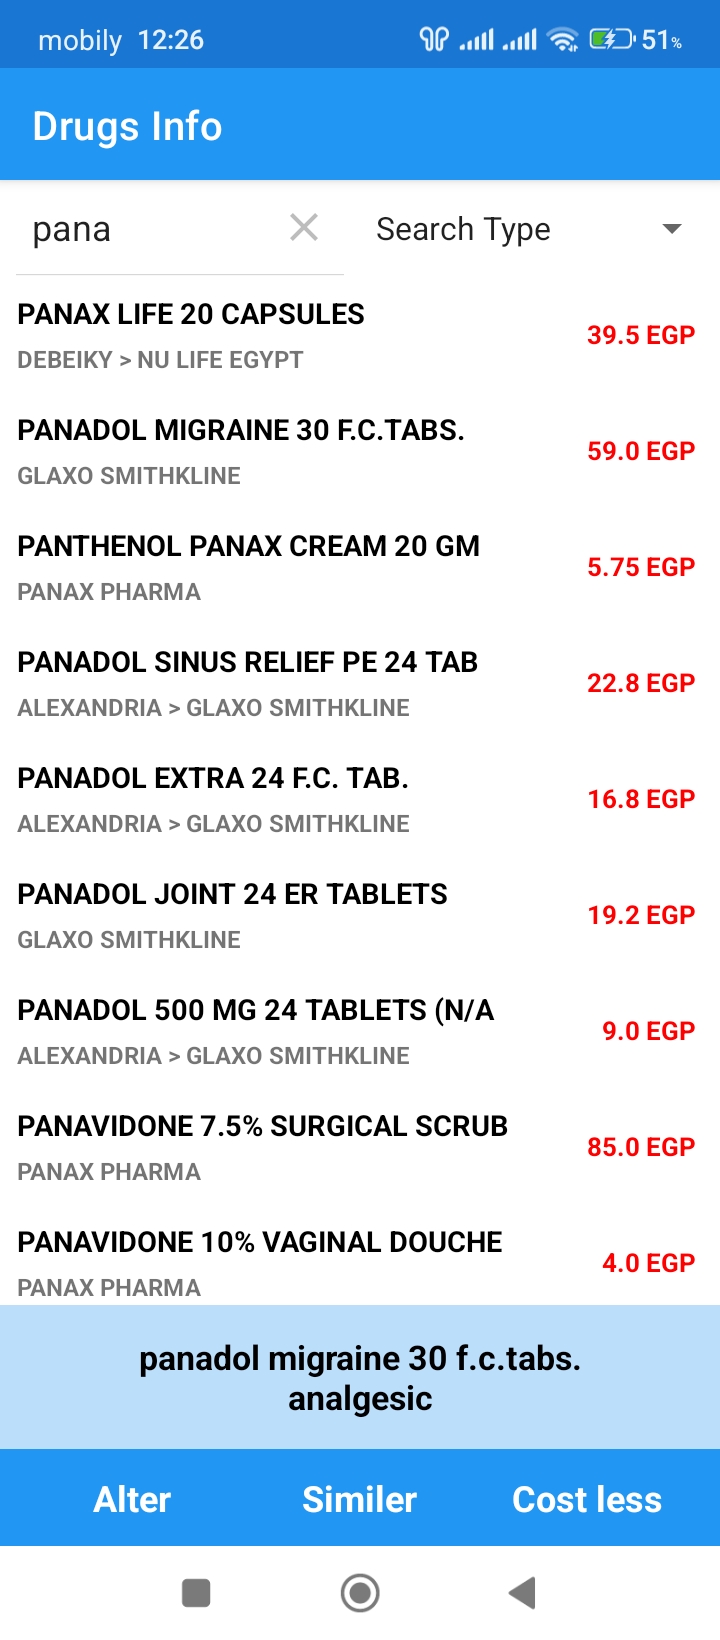 mobily 12:26 51%
Drugs Info
pana
Search Type
PANAX LIFE 20 CAPSULES
39.5 EGP
DEBEIKY > NU LIFE EGYPT
PANADOL MIGRAINE 30 F.C.TABS.
59.0 EGP
GLAXO SMITHKLINE
PANTHENOL PANAX CREAM 20 GM
5.75 EGP
PANAX PHARMA
PANADOL SINUS RELIEF PE 24 TAB
22.8 EGP
ALEXANDRIA > GLAXO SMITHKLINE
PANADOL EXTRA 24 F.C. TAB.
16.8 EGP
ALEXANDRIA > GLAXO SMITHKLINE
PANADOL JOINT 24 ER TABLETS
19.2 EGP
GLAXO SMITHKLINE
PANADOL 500 MG 24 TABLETS (N/A
9.0 EGP
ALEXANDRIA > GLAXO SMITHKLINE
PANAVIDONE 7.5% SURGICAL SCRUB
85.0 EGP
PANAX PHARMA
PANAVIDONE 10% VAGINAL DOUCHE
4.0 EGP
PANAX PHARMA
panadol migraine 30 f.c.tabs.
analgesic
Alter Similer Cost less